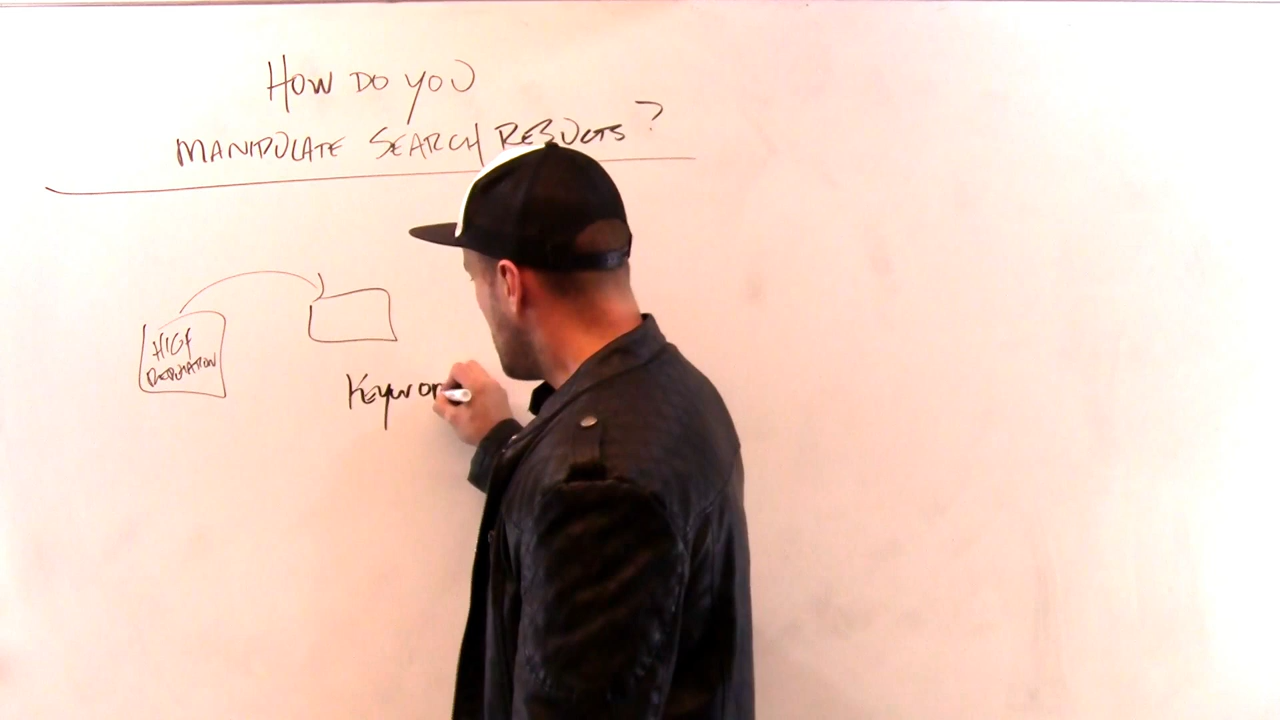 HOW DO YOU
MANIPULATE SEARCH RESULTS?
HIGH
REPUTATION
Keywor